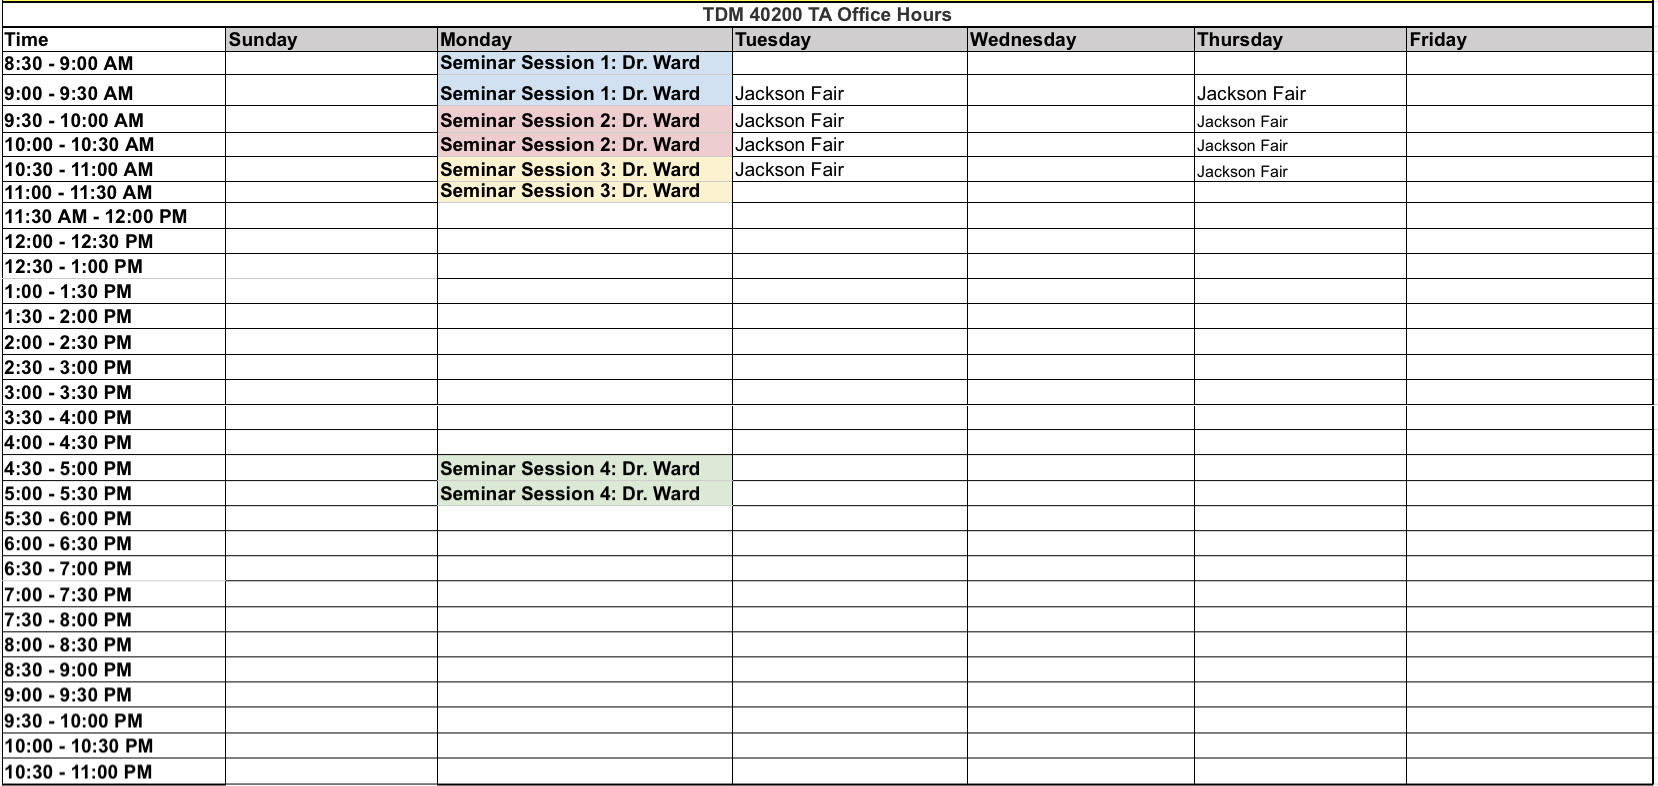 TDM 40200 TA Office Hours
Time Sunday Monday Tuesday Wednesday Thursday Friday
8:30 - 9:00 AM Seminar Session 1: Dr. Ward
9:00 - 9:30 AM Seminar Session 1: Dr. Ward Jackson Fair Jackson Fair
9:30 - 10:00 AM Seminar Session 2: Dr. Ward Jackson Fair Jackson Fair
10:00 - 10:30 AM Seminar Session 2: Dr. Ward Jackson Fair Jackson Fair
10:30 - 11:00 AM Seminar Session 3: Dr. Ward Jackson Fair Jackson Fair
11:00 - 11:30 AM Seminar Session 3: Dr. Ward
11:30 AM - 12:00 PM
12:00 - 12:30 PM
12:30 - 1:00 PM
1:00 - 1:30 PM
1:30 - 2:00 PM
2:00 - 2:30 PM
2:30 - 3:00 PM
3:00 - 3:30 PM
3:30 - 4:00 PM
4:00 - 4:30 PM
4:30 - 5:00 PM Seminar Session 4: Dr. Ward
5:00 - 5:30 PM Seminar Session 4: Dr. Ward
5:30 - 6:00 PM
6:00 - 6:30 PM
6:30 - 7:00 PM
7:00 - 7:30 PM
7:30 - 8:00 PM
8:00 - 8:30 PM
8:30 - 9:00 PM
9:00 - 9:30 PM
9:30 - 10:00 PM
10:00 - 10:30 PM
10:30 - 11:00 PM